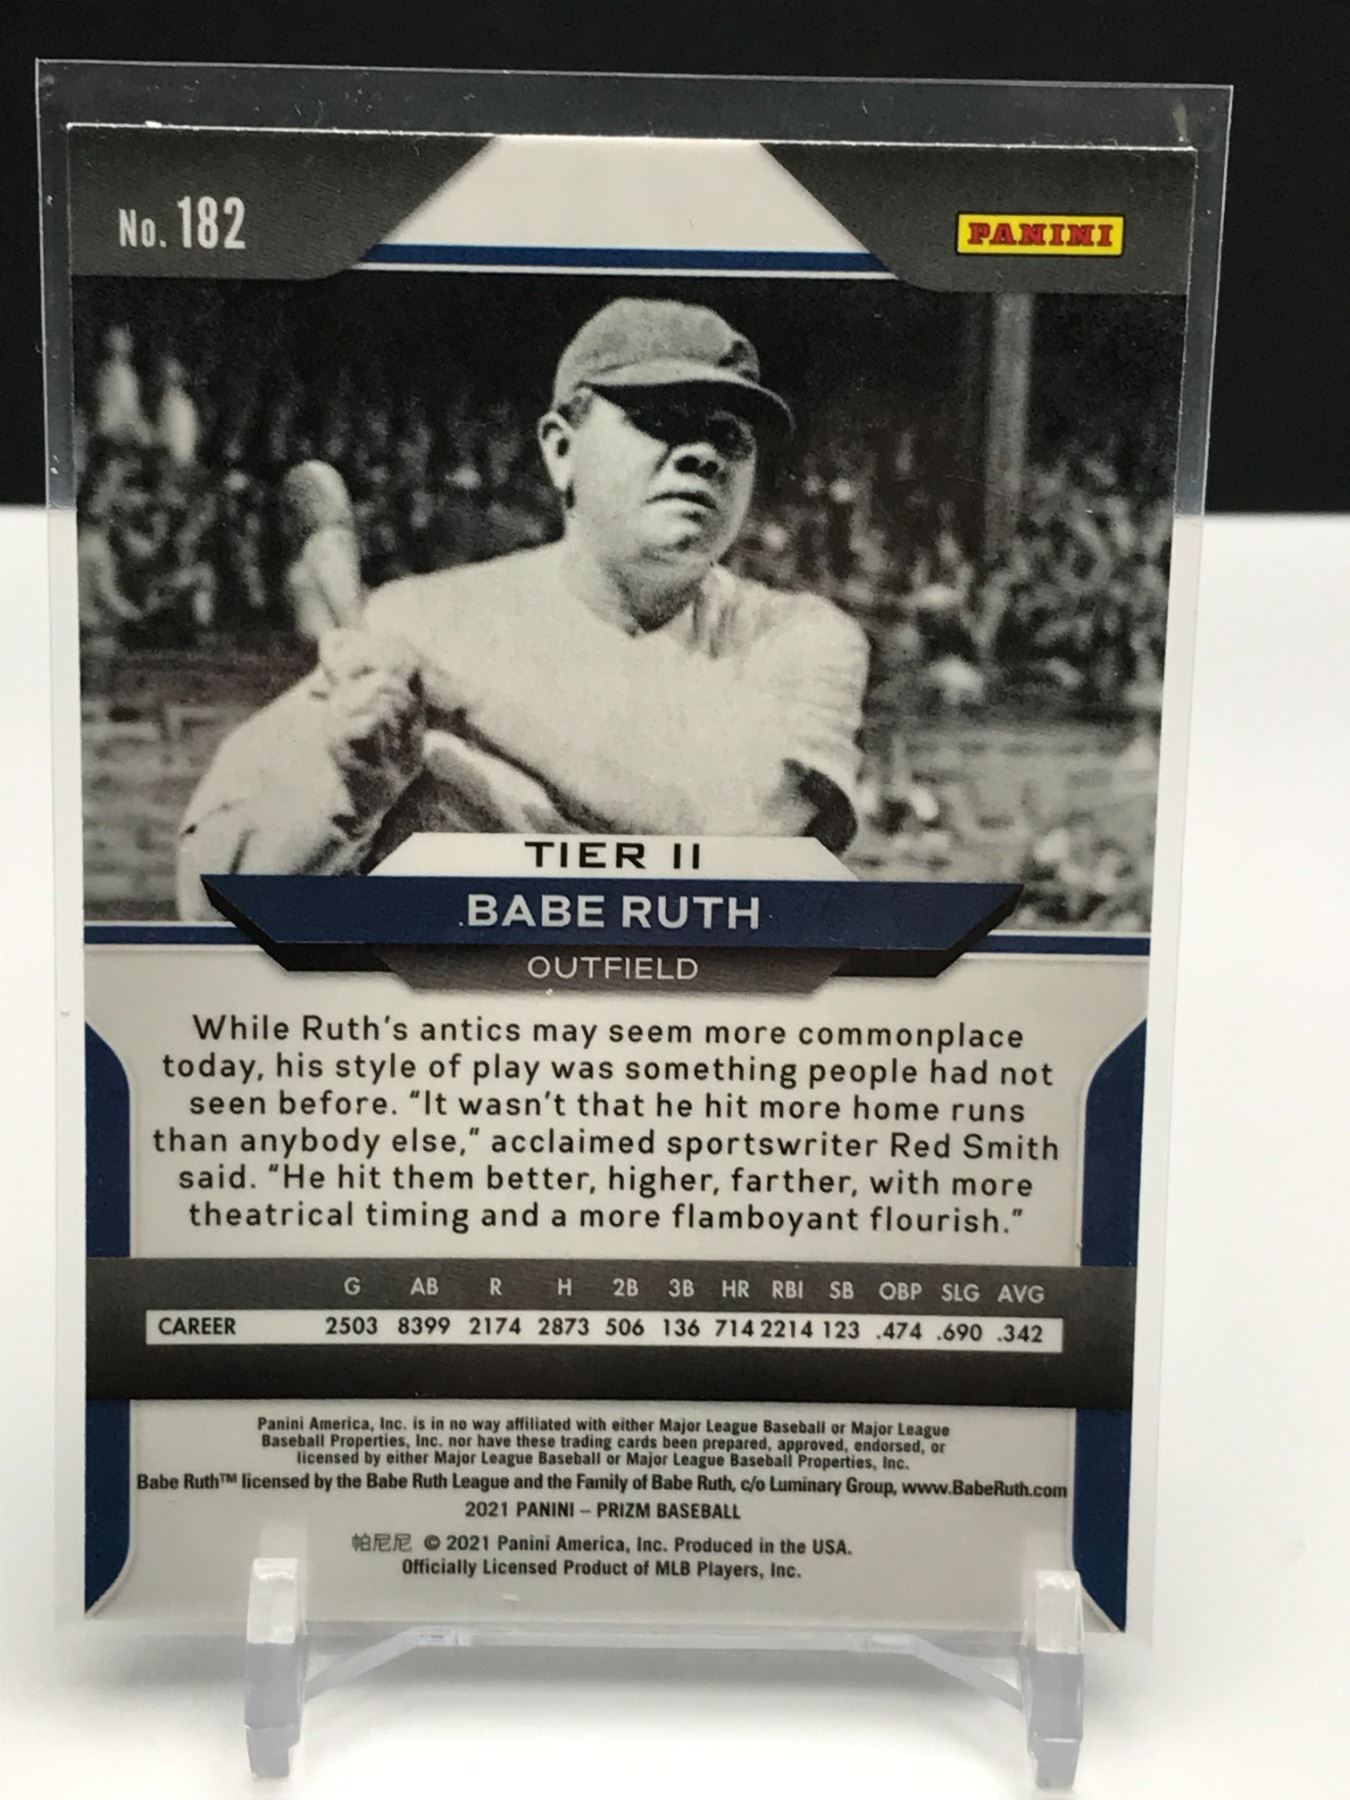 No. 182
PANINI
TIER II
BABE RUTH
OUTFIELD
While Ruth's antics may seem more commonplace
today, his style of play was something people had not
seen before. "It wasn't that he hit more home runs
than anybody else," acclaimed sportswriter Red Smith
said. "He hit them better, higher, farther, with more
theatrical timing and a more flamboyant flourish."
G AB R H 2B 3B HR RBI SB OBP SLG AVG
CAREER 2503 8399 2174 2873 506 136 714 2214 123 .474 .690 .342
Panini America, Inc. is in no way affiliated with either Major League Baseball or Major League
Baseball Properties, Inc. nor have these trading cards been prepared, approved, endorsed, or
licensed by either Major League Baseball or Major League Baseball Properties, Inc.
Babe Ruth™ licensed by the Babe Ruth League and the Family of Babe Ruth, c/o Luminary Group, www.BabeRuth.com
2021 PANINI – PRIZM BASEBALL
帕尼尼 © 2021 Panini America, Inc. Produced in the USA.
Officially Licensed Product of MLB Players, Inc.